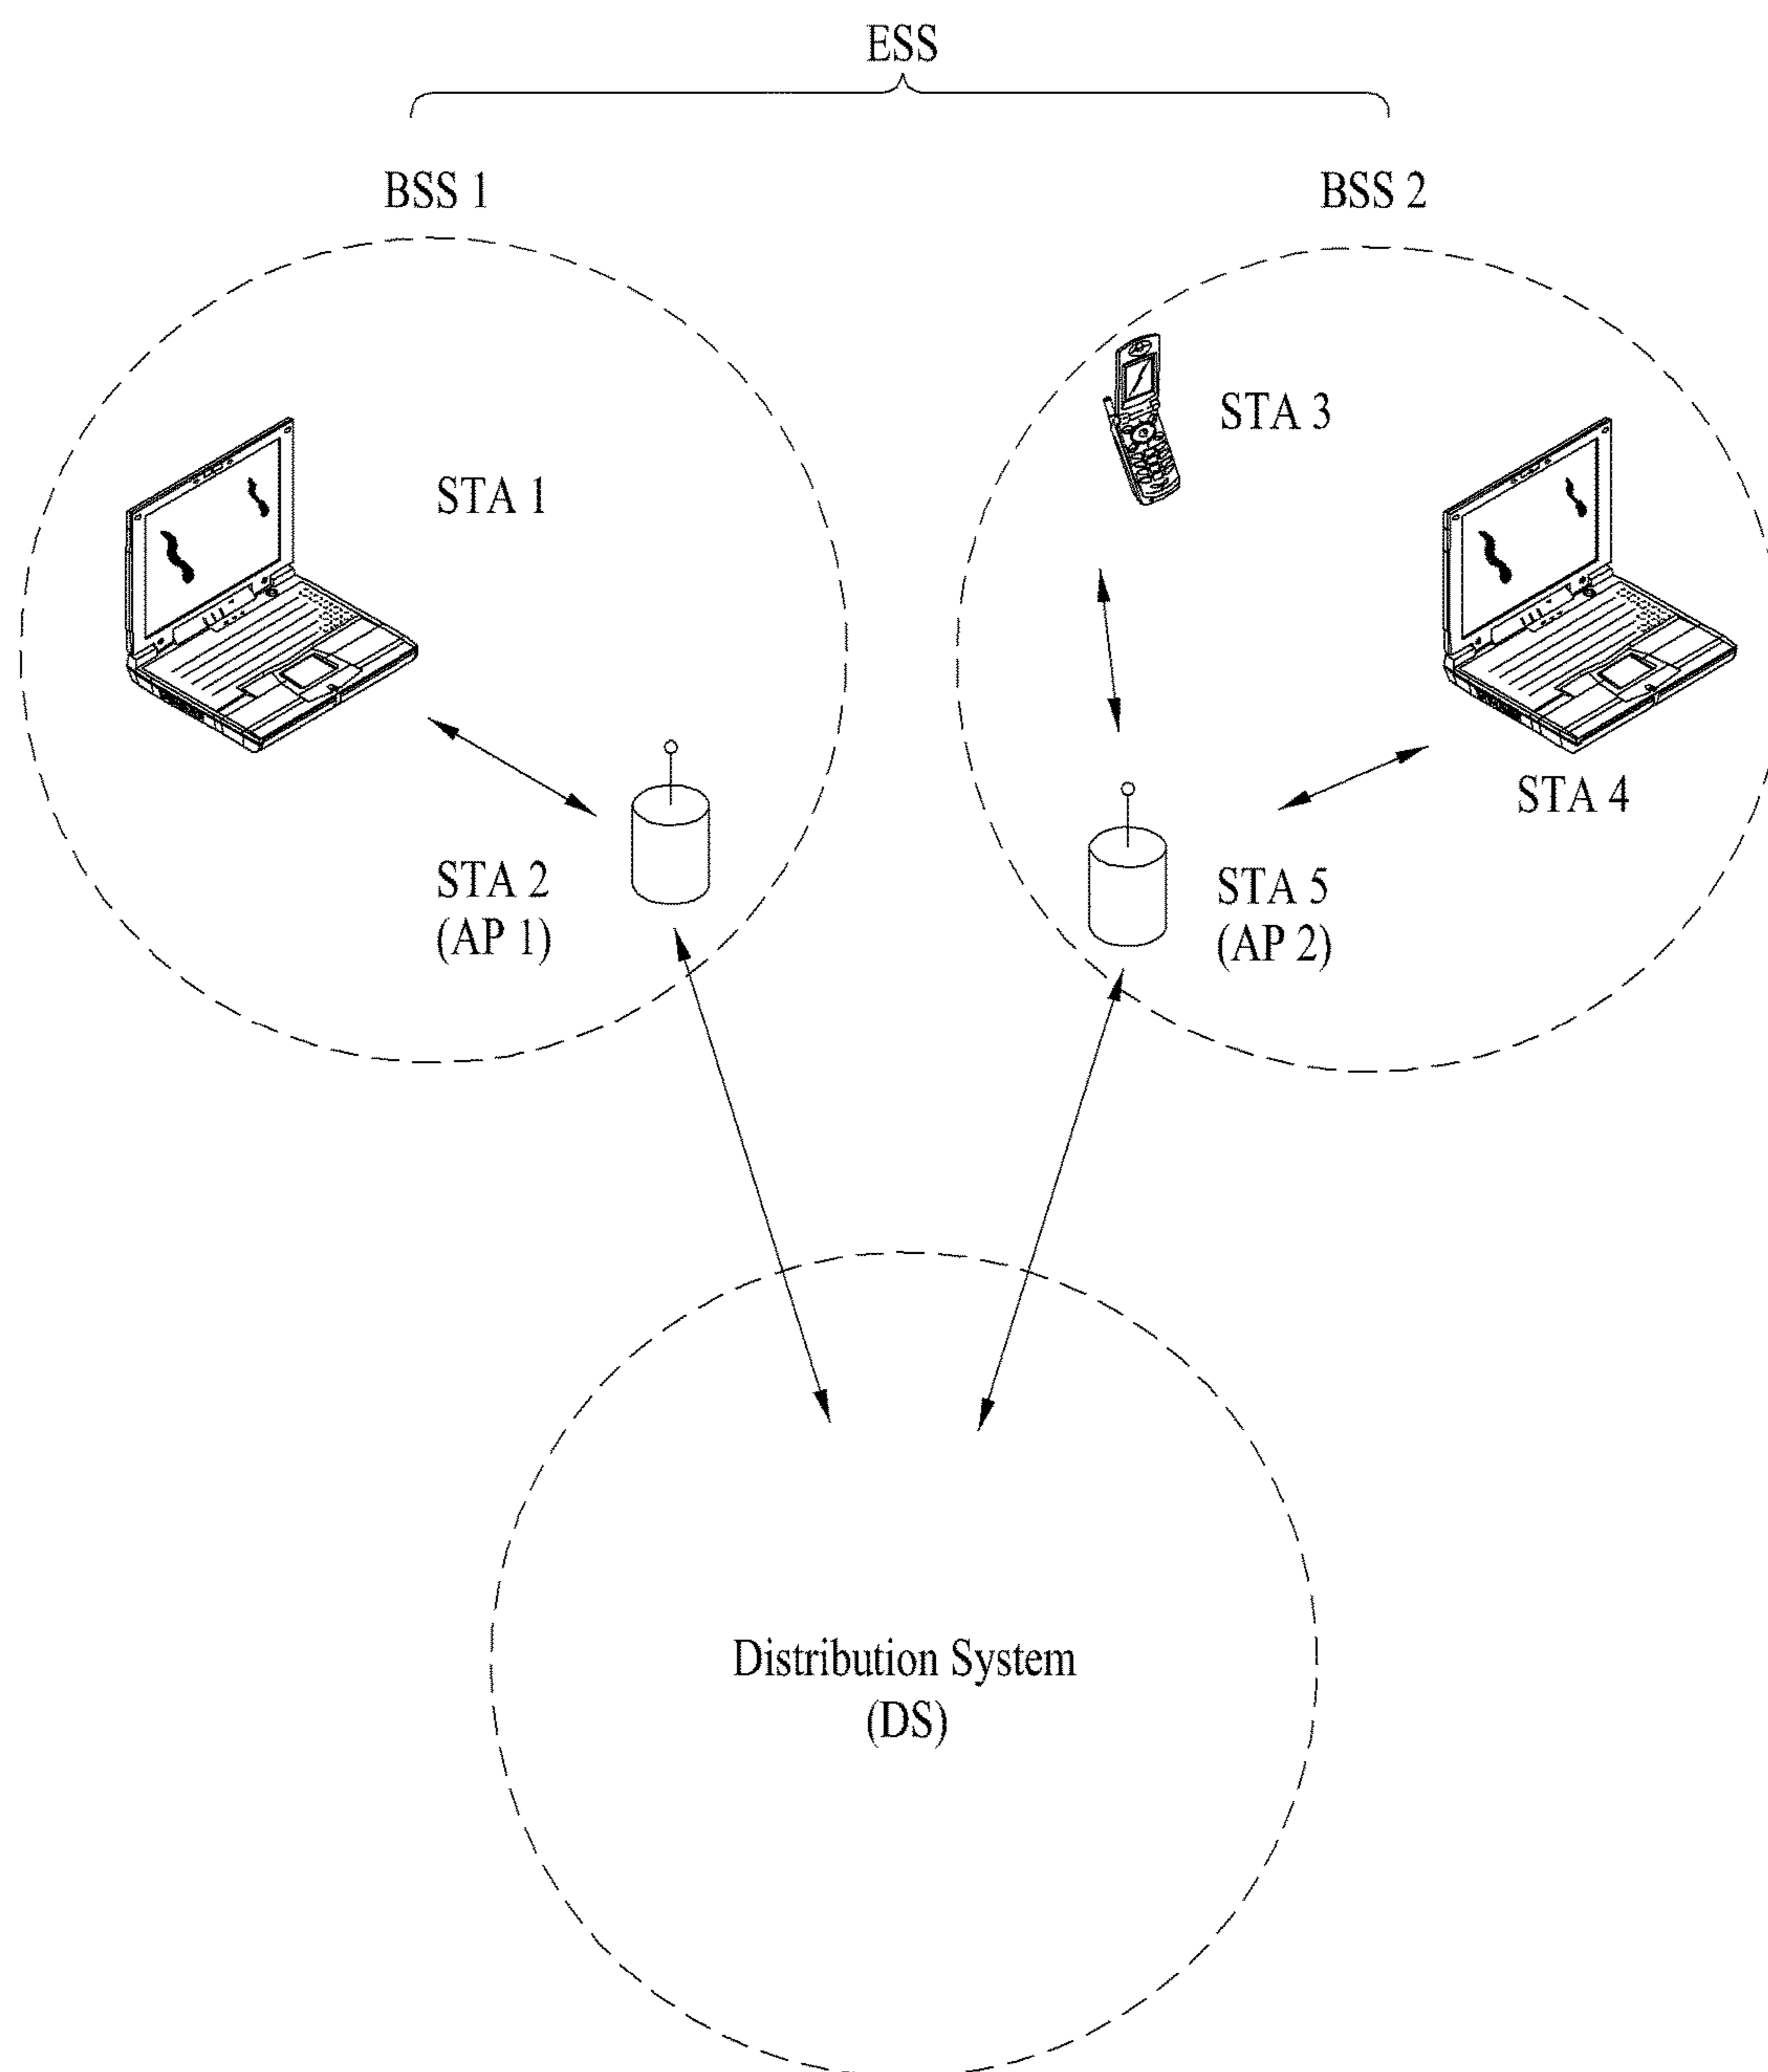 ESS
BSS 1
BSS 2
STA 1
STA 3
STA 4
STA 2
(AP 1)
STA 5
(AP 2)
Distribution System
(DS)